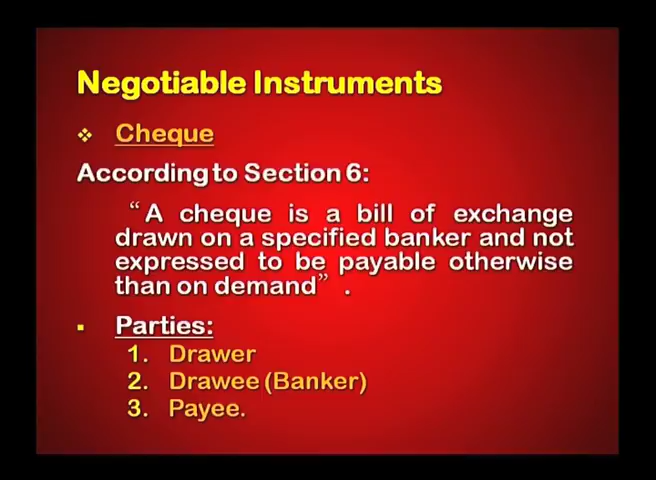 Negotiable Instruments
❖ Cheque
According to Section 6:
“A cheque is a bill of exchange
drawn on a specified banker and not
expressed to be payable otherwise
than on demand” .
▪ Parties:
1. Drawer
2. Drawee (Banker)
3. Payee.